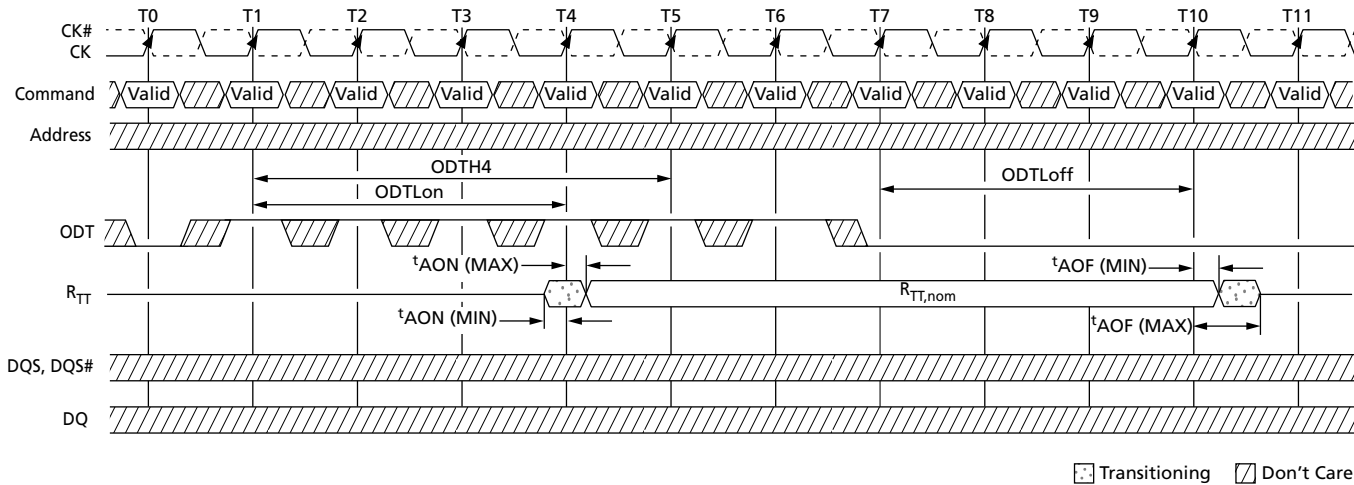 T0 T1 T2 T3 T4 T5 T6 T7 T8 T9 T10 T11
CK#
CK
Command Valid Valid Valid Valid Valid Valid Valid Valid Valid Valid Valid Valid
Address
ODTH4
ODTLon
ODTLoff
ODT
tAON (MAX)
tAOF (MIN)
RTT
RTT,nom
tAON (MIN)
tAOF (MAX)
DQS, DQS#
DQ
Transitioning Don't Care